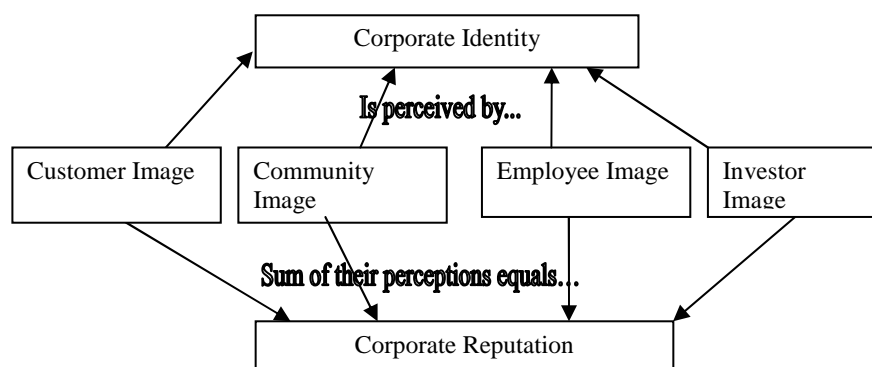 Corporate Identity
Is perceived by...
Customer Image
Community
Image
Employee Image
Investor
Image
Sum of their perceptions equals…
Corporate Reputation